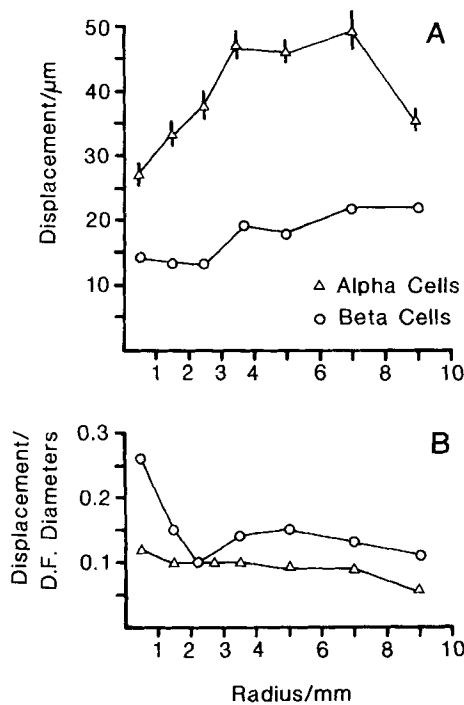 A
Displacement/µm
50
40
30
20
10
△ Alpha Cells
○ Beta Cells
1 2 3 4 6 8 10
B
Displacement/
D.F. Diameters
0.3
0.2
0.1
1 2 3 4 6 8 10
Radius/mm